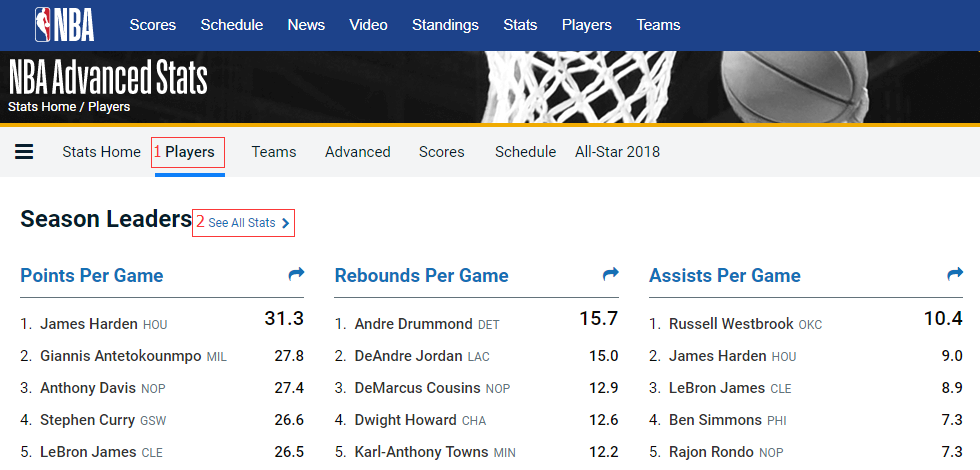 NBA Scores Schedule News Video Standings Stats Players Teams
NBA Advanced Stats
Stats Home / Players
Stats Home 1 Players Teams Advanced Scores Schedule All-Star 2018
Season Leaders 2 See All Stats
Points Per Game
1. James Harden HOU 31.3
2. Giannis Antetokounmpo MIL 27.8
3. Anthony Davis NOP 27.4
4. Stephen Curry GSW 26.6
5. LeBron James CLE 26.5
Rebounds Per Game
1. Andre Drummond DET 15.7
2. DeAndre Jordan LAC 15.0
3. DeMarcus Cousins NOP 12.9
4. Dwight Howard CHA 12.6
5. Karl-Anthony Towns MIN 12.2
Assists Per Game
1. Russell Westbrook OKC 10.4
2. James Harden HOU 9.0
3. LeBron James CLE 8.9
4. Ben Simmons PHI 7.3
5. Rajon Rondo NOP 7.3